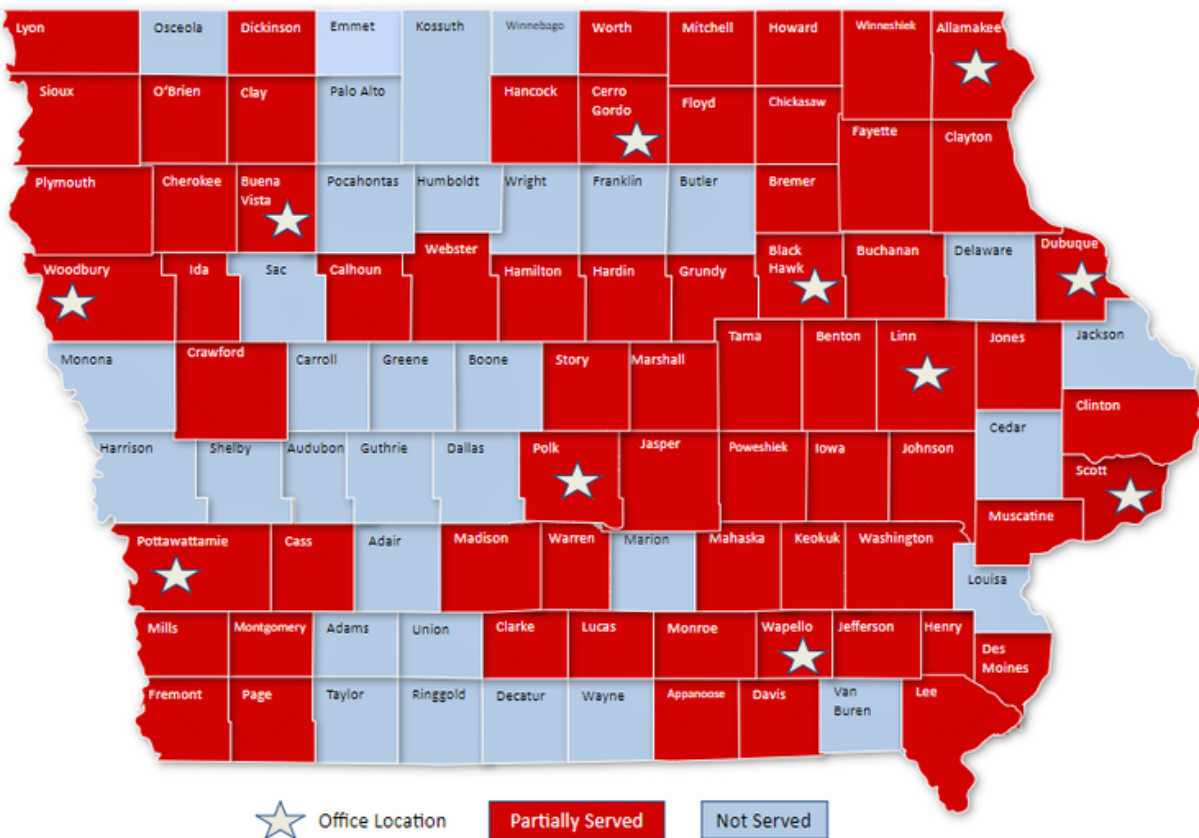 Lyon
Osceola
Dickinson
Emmet
Kossuth
Winnebago
Worth
Mitchell
Howard
Winneshiek
Allamakee
Sioux
O'Brien
Clay
Palo Alto
Hancock
Cerro
Gordo
Floyd
Chickasaw
Fayette
Clayton
Plymouth
Cherokee
Buena
Vista
Pocahontas
Humboldt
Wright
Franklin
Butler
Bremer
Woodbury
Ida
Sac
Calhoun
Webster
Hamilton
Hardin
Grundy
Black
Hawk
Buchanan
Delaware
Dubuque
Monona
Crawford
Carroll
Greene
Boone
Story
Marshall
Tama
Benton
Linn
Jones
Jackson
Clinton
Harrison
Shelby
Audubon
Guthrie
Dallas
Polk
Jasper
Poweshiek
Iowa
Johnson
Cedar
Scott
Muscatine
Pottawattamie
Cass
Adair
Madison
Warren
Marion
Mahaska
Keokuk
Washington
Louisa
Mills
Montgomery
Adams
Union
Clarke
Lucas
Monroe
Wapello
Jefferson
Henry
Des
Moines
Fremont
Page
Taylor
Ringgold
Decatur
Wayne
Appanoose
Davis
Van
Buren
Lee
Office Location
Partially Served
Not Served